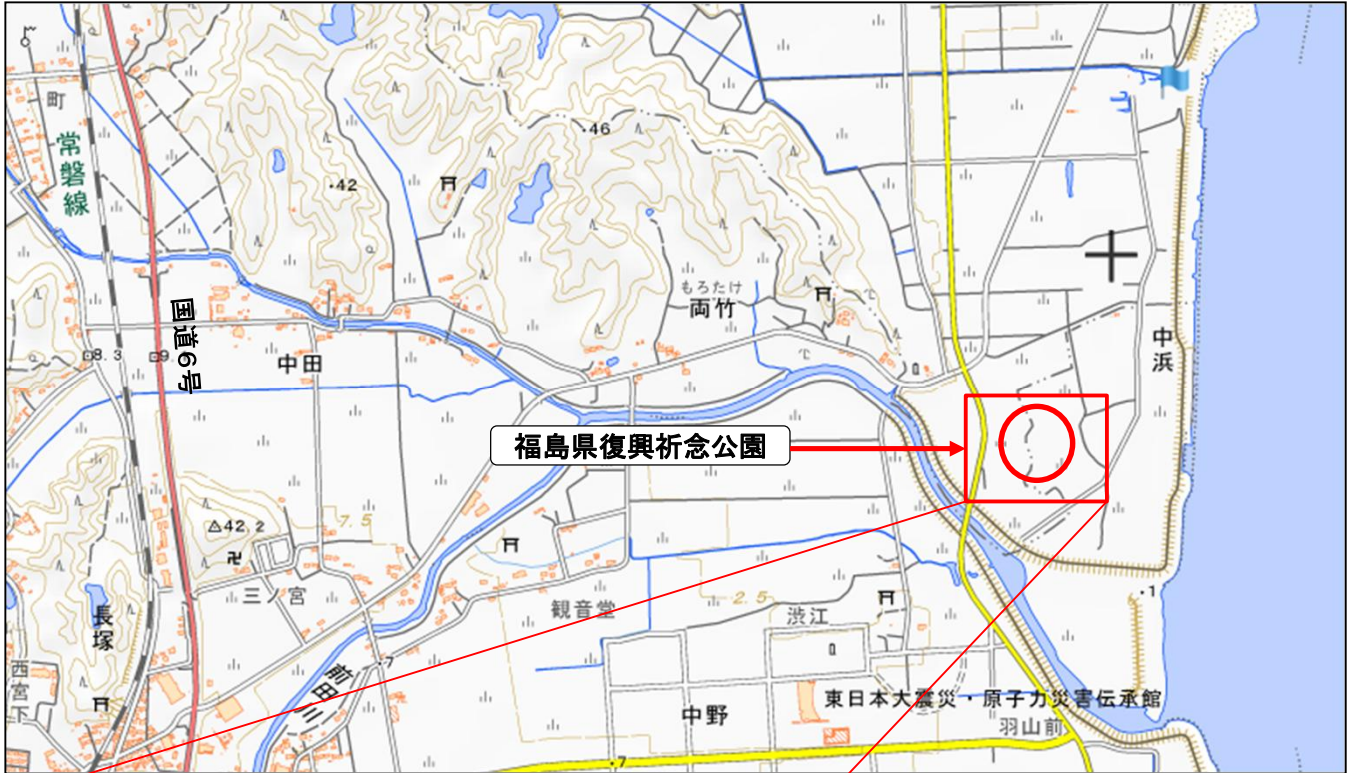 町
常磐線
・46
・42
もろたけ
両竹
国道6号
8.3
9
中田
中浜
福島県復興祈念公園
42.2
7.5
三ノ宮
観音堂
2.5
渋江
・1
長塚
西宮下
前田川
・7
中野
東日本大震災・原子力災害伝承館
羽山前
・7